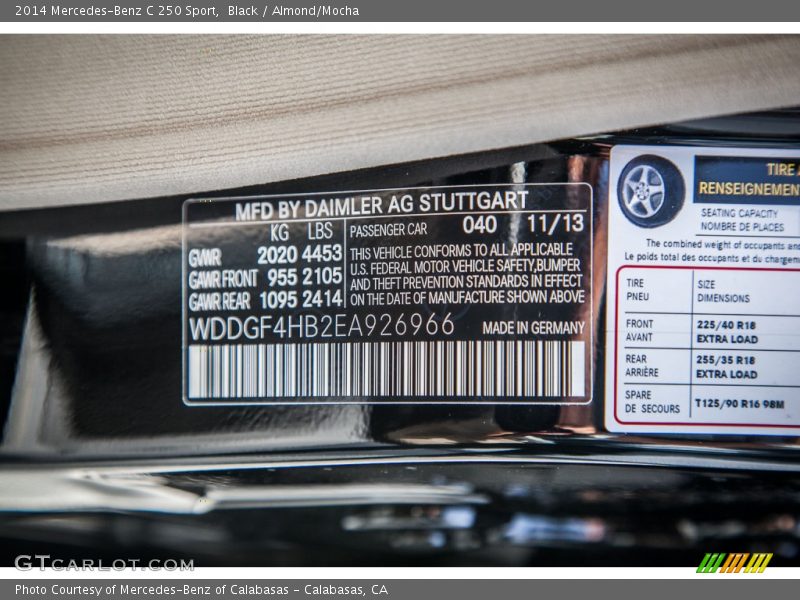 2014 Mercedes-Benz C 250 Sport, Black / Almond/Mocha
MFD BY DAIMLER AG STUTTGART
KG LBS
GVWR 2020 4453
GAWR FRONT 955 2105
GAWR REAR 1095 2414
PASSENGER CAR 040 11/13
THIS VEHICLE CONFORMS TO ALL APPLICABLE
U.S. FEDERAL MOTOR VEHICLE SAFETY,BUMPER
AND THEFT PREVENTION STANDARDS IN EFFECT
ON THE DATE OF MANUFACTURE SHOWN ABOVE
WDDGF4HB2EA926966 MADE IN GERMANY
TIRE
RENSEIGNEMEN
SEATING CAPACITY
NOMBRE DE PLACES
The combined weight of occupants and
Le poids total des occupants et du
TIRE SIZE
PNEU DIMENSIONS
FRONT 225/40 R18
AVANT EXTRA LOAD
REAR 255/35 R18
ARRIÈRE EXTRA LOAD
SPARE T125/90 R16 98M
DE SECOURS
GTCARLOT.COM
Photo Courtesy of Mercedes-Benz of Calabasas - Calabasas, CA